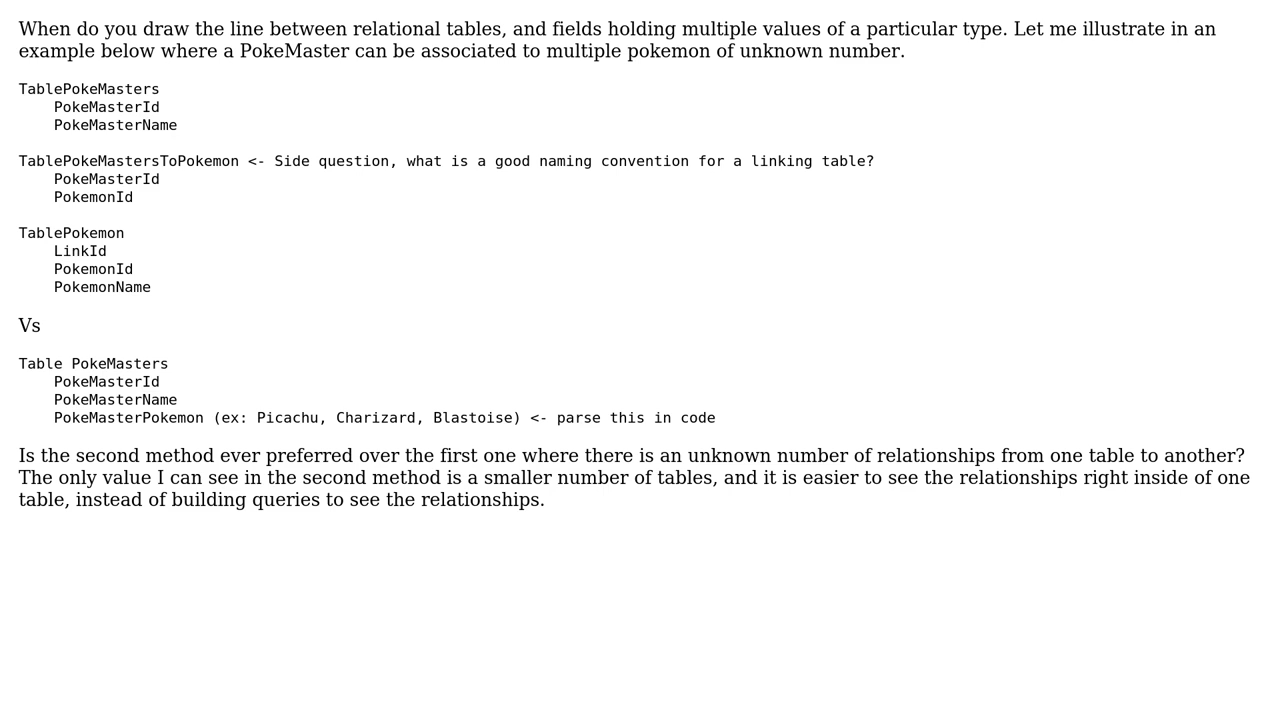 When do you draw the line between relational tables, and fields holding multiple values of a particular type. Let me illustrate in an
example below where a PokeMaster can be associated to multiple pokemon of unknown number.
TablePokeMasters
    PokeMasterId
    PokeMasterName
TablePokeMastersToPokemon <- Side question, what is a good naming convention for a linking table?
    PokeMasterId
    PokemonId
TablePokemon
    LinkId
    PokemonId
    PokemonName
Vs
Table PokeMasters
    PokeMasterId
    PokeMasterName
    PokeMasterPokemon (ex: Picachu, Charizard, Blastoise) <- parse this in code
Is the second method ever preferred over the first one where there is an unknown number of relationships from one table to another?
The only value I can see in the second method is a smaller number of tables, and it is easier to see the relationships right inside of one
table, instead of building queries to see the relationships.